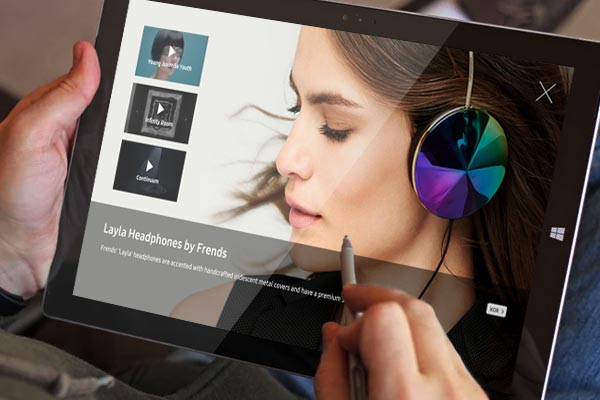 Young Juvenile Youth
Infinity Room
Continuum
Layla Headphones by Frends
Frends' 'Layla' headphones are accented with handcrafted iridescent metal covers and have a premium